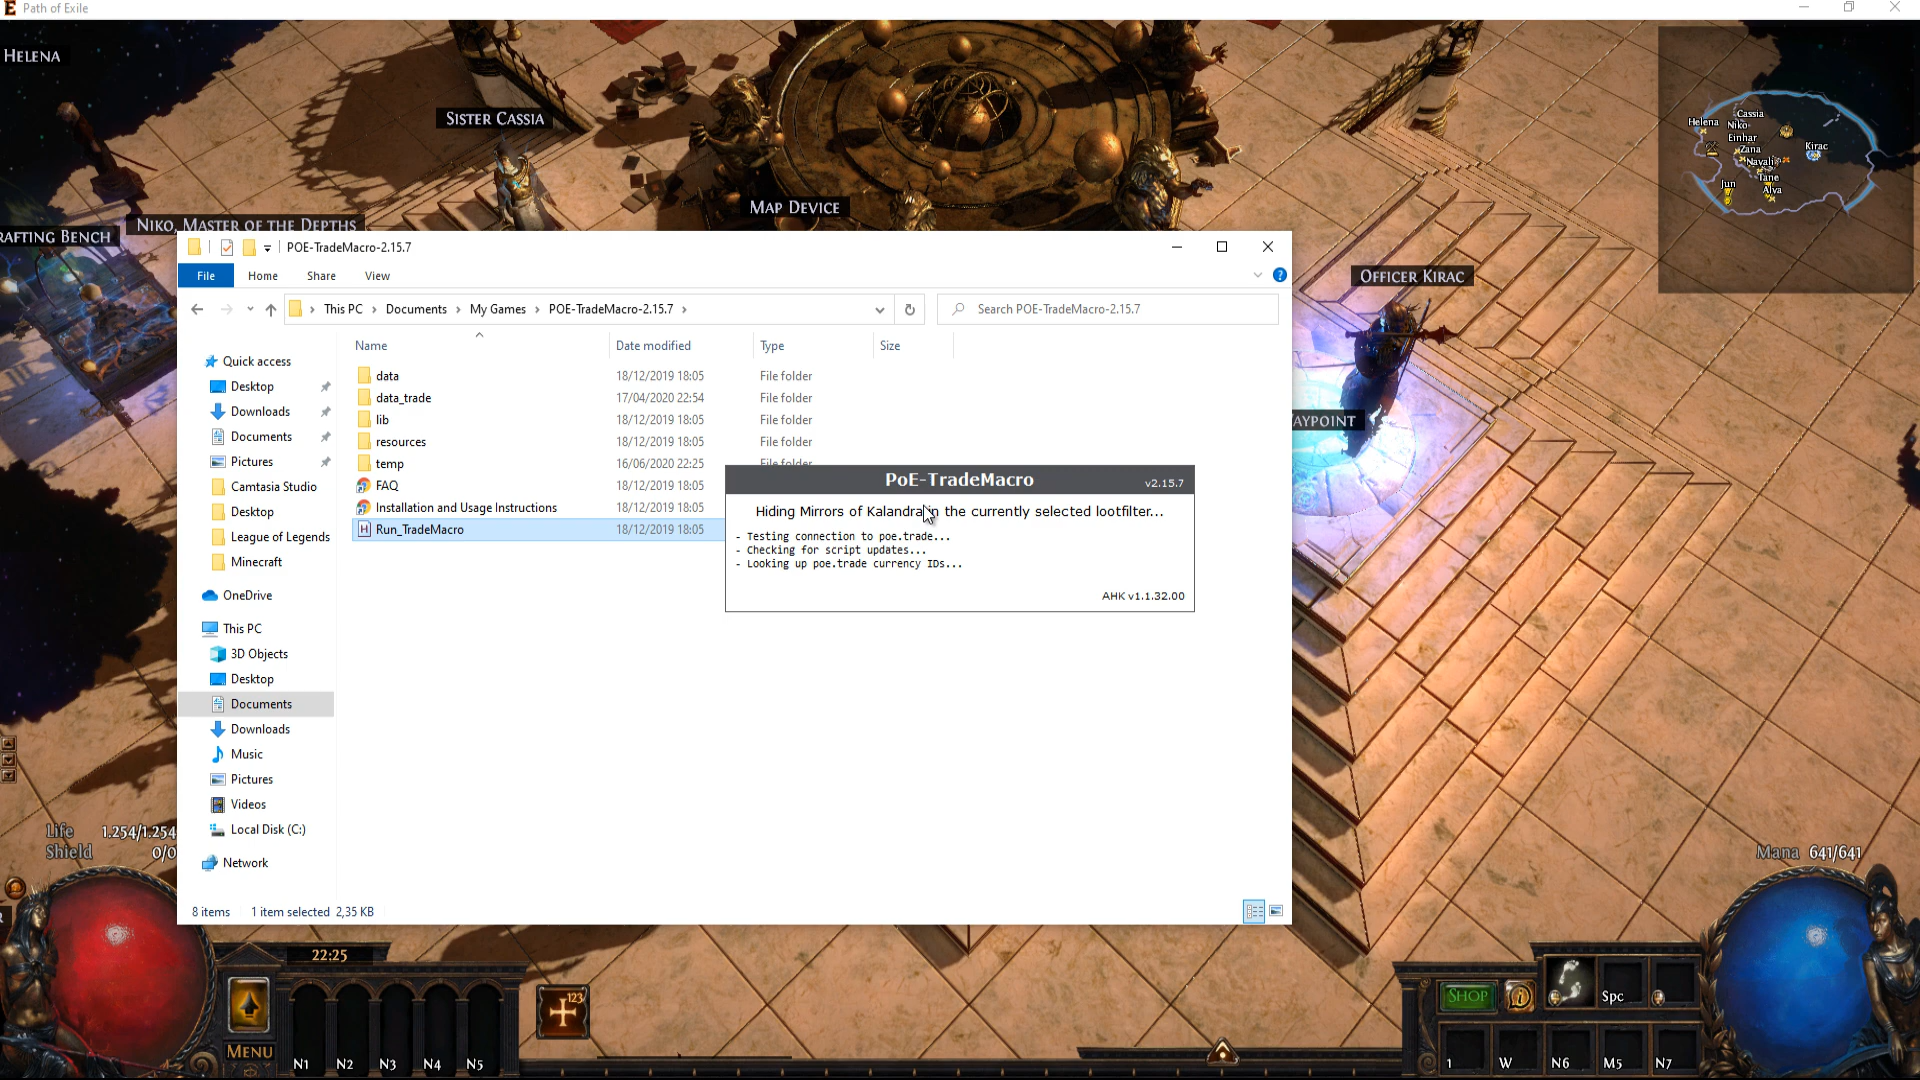 Path of Exile
HELENA
SISTER CASSIA
MAP DEVICE
NIKO, MASTER OF THE DEPTHS
RAFTING BENCH
OFFICER KIRAC
AYPOINT
Helena
Cassia
Niko
Einhar
Zana
Navali
Kirac
Jun
Tane
Alva
POE-TradeMacro-2.15.7
File Home Share View
This PC > Documents > My Games > POE-TradeMacro-2.15.7 >
Search POE-TradeMacro-2.15.7
Name Date modified Type Size
Quick access
Desktop
Downloads
Documents
Pictures
Camtasia Studio
Desktop
League of Legends
Minecraft
OneDrive
This PC
3D Objects
Desktop
Documents
Downloads
Music
Pictures
Videos
Local Disk (C:)
Network
data 18/12/2019 18:05 File folder
data_trade 17/04/2020 22:54 File folder
lib 18/12/2019 18:05 File folder
resources 18/12/2019 18:05 File folder
temp 16/06/2020 22:25 File folder
FAQ 18/12/2019 18:05
Installation and Usage Instructions 18/12/2019 18:05
Run_TradeMacro 18/12/2019 18:05
PoE-TradeMacro v2.15.7
Hiding Mirrors of Kalandra in the currently selected lootfilter...
- Testing connection to poe.trade...
- Checking for script updates...
- Looking up poe.trade currency IDs...
AHK v1.1.32.00
8 items 1 item selected 2,35 KB
Life 1.254/1.254
Shield 0/0
Mana 641/641
22:25
MENU
N1 N2 N3 N4 N5
123
SHOP
Spc
1 W N6 M5 N7